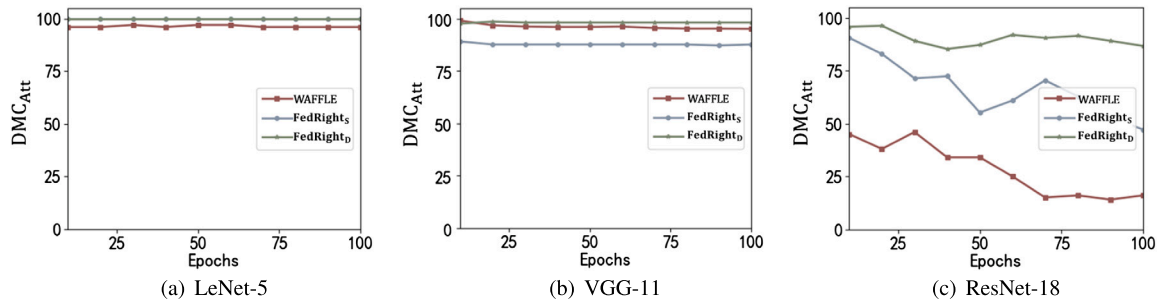 100
75
50
25
0
DMC_Att
WAFFLE
FedRight_S
FedRight_D
25
50
75
100
Epochs
(a) LeNet-5
100
75
50
25
0
DMC_Att
WAFFLE
FedRight_S
FedRight_D
25
50
75
100
Epochs
(b) VGG-11
100
75
50
25
0
DMC_Att
WAFFLE
FedRight_S
FedRight_D
25
50
75
100
Epochs
(c) ResNet-18